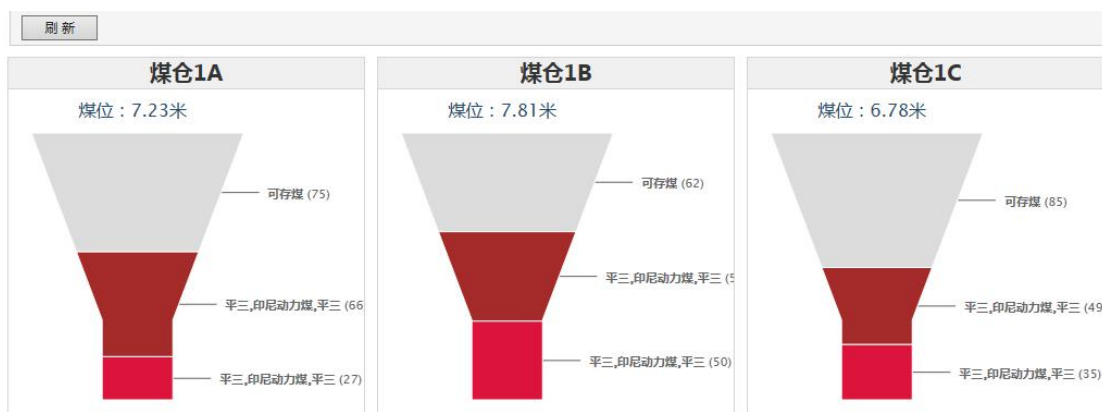 刷 新
煤仓1A
煤位：7.23米
可存煤 (75)
平三,印尼动力煤,平三 (66
平三,印尼动力煤,平三 (27)
煤仓1B
煤位：7.81米
可存煤 (62)
平三,印尼动力煤,平三 (5
平三,印尼动力煤,平三 (50)
煤仓1C
煤位：6.78米
可存煤 (85)
平三,印尼动力煤,平三 (49
平三,印尼动力煤,平三 (35)